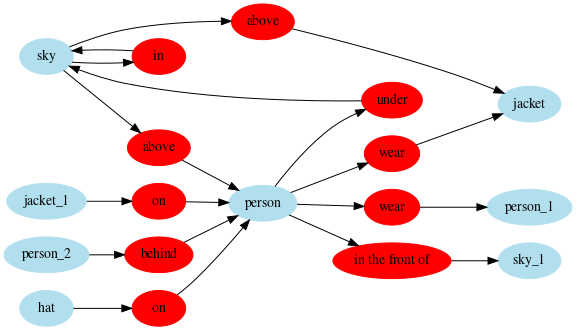 above
sky
in
under
jacket
above
wear
jacket_1
on
person
wear
person_1
person_2
behind
in the front of
sky_1
hat
on